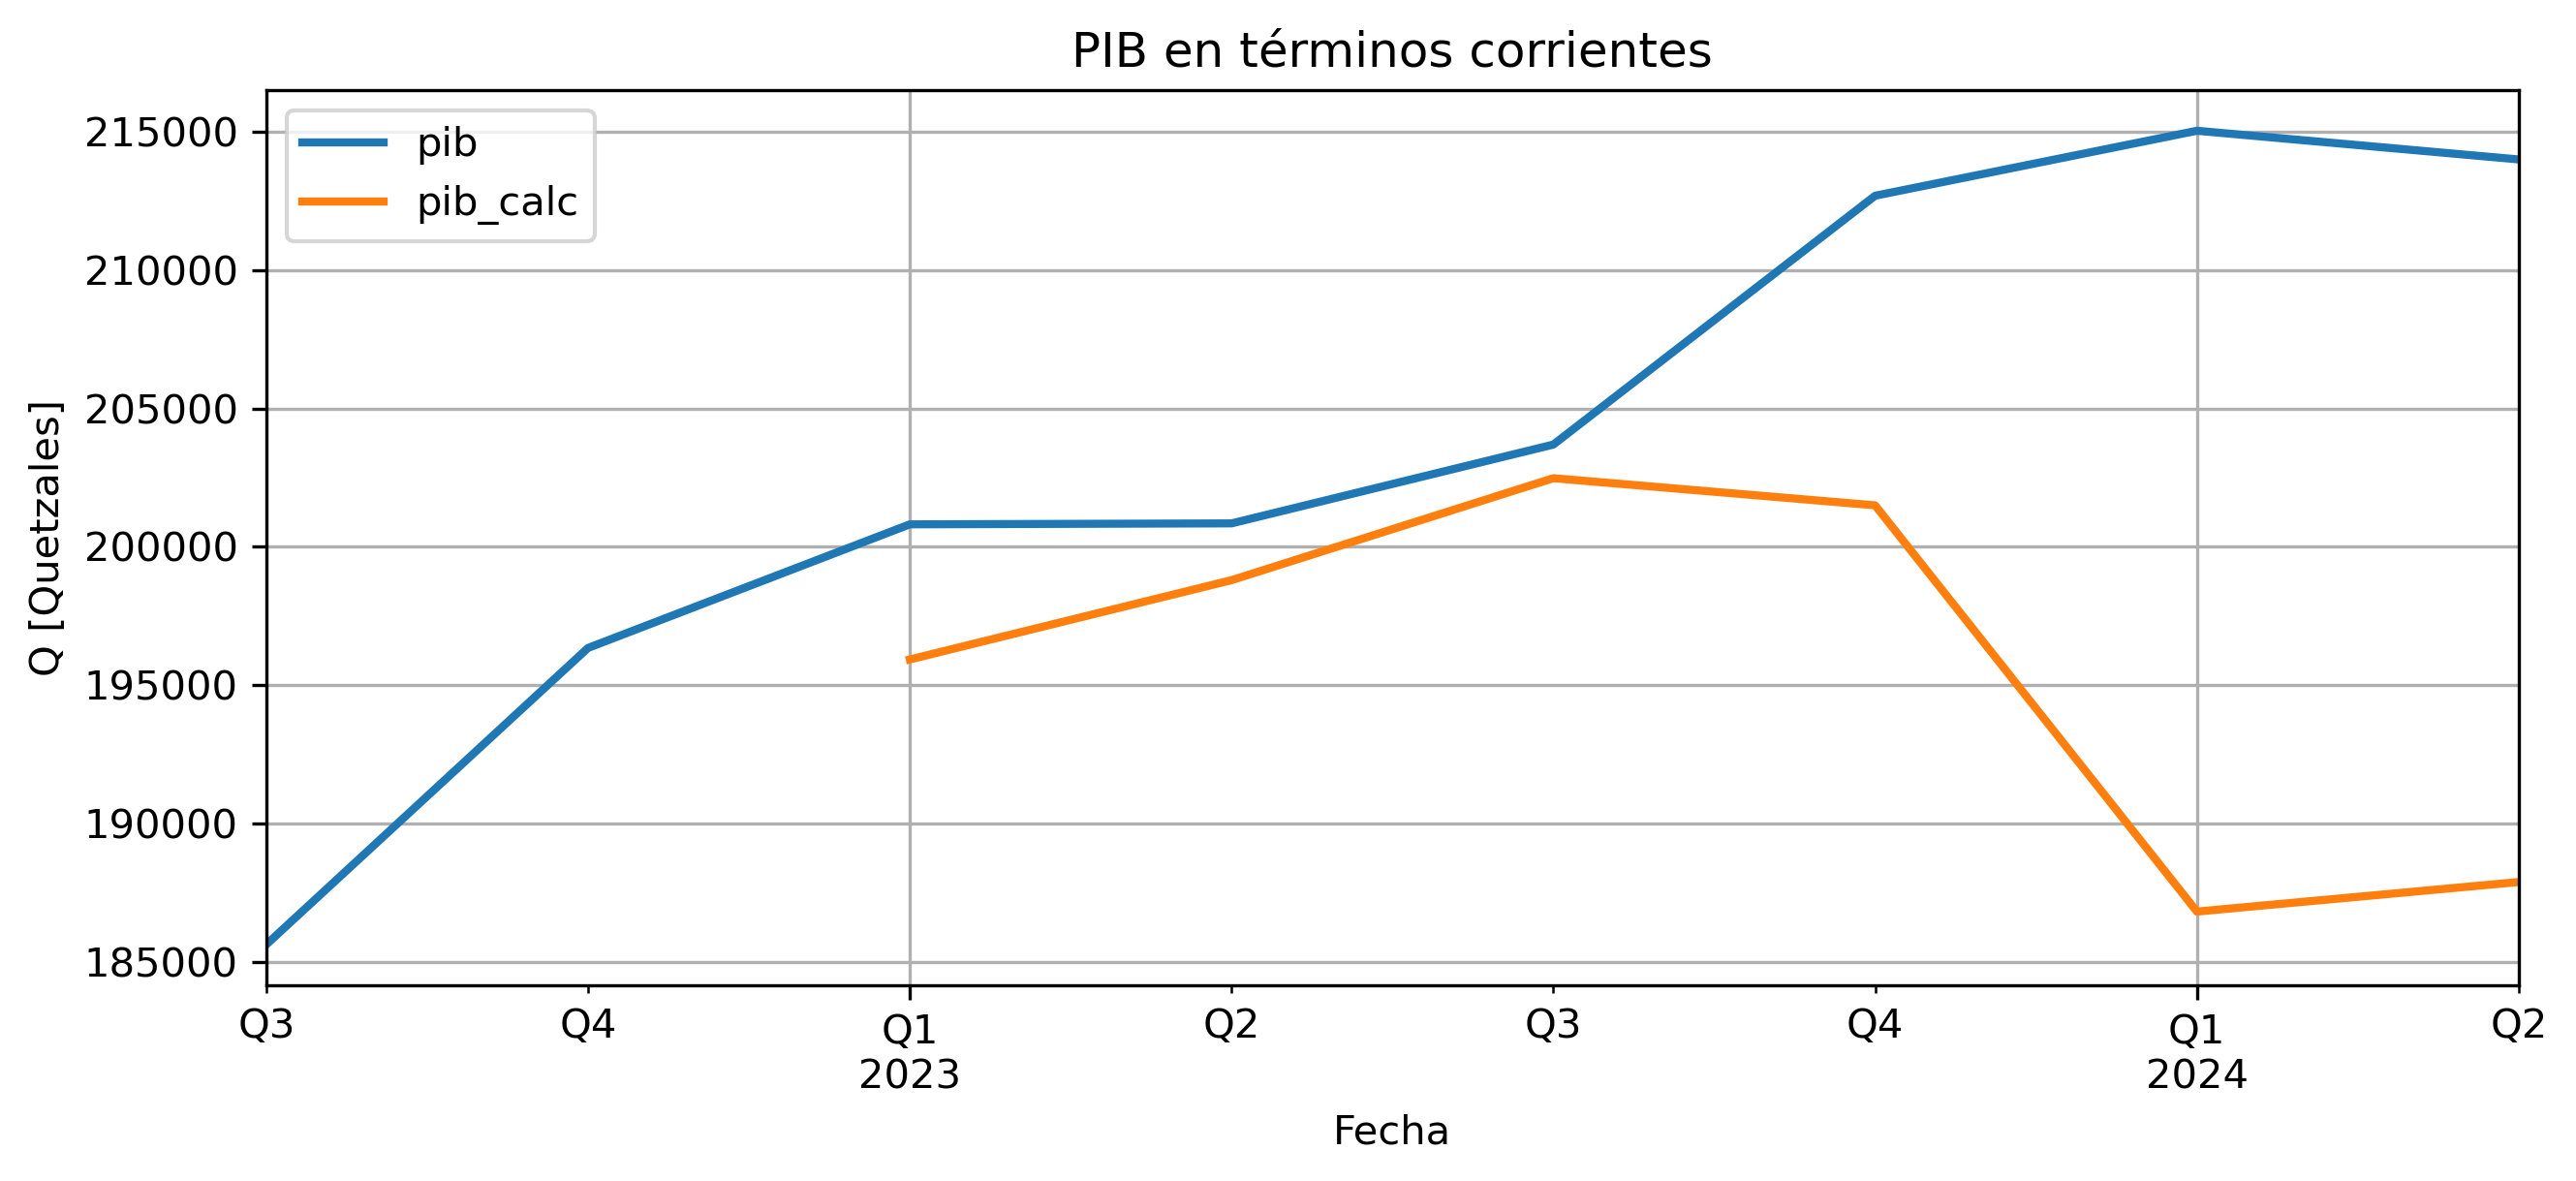 PIB en términos corrientes
pib
pib_calc
215000
210000
205000
200000
195000
190000
185000
Q [Quetzales]
Q3 Q4 Q1 Q2 Q3 Q4 Q1 Q2
2023 2024
Fecha